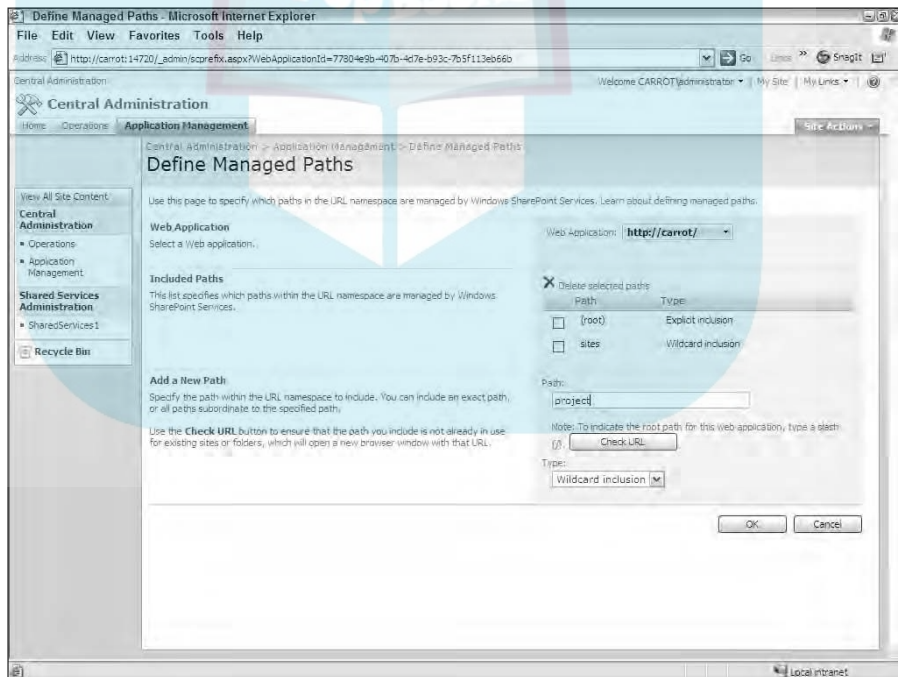 Define Managed Paths - Microsoft Internet Explorer
File Edit View Favorites Tools Help
Address http://carrot:14720/_admin/scprefix.aspx?WebApplicationId=77804e9b-407b-4d7e-b93c-7b5f113eb66b Go Links » SnagIt
Central Administration Welcome CARROT\administrator | My Site | My Links |
Central Administration
Home Operations Application Management Site Actions
Central Administration > Application Management > Define Managed Paths
Define Managed Paths
View All Site Content
Central Administration
Operations
Application Management
Shared Services Administration
SharedServices1
Recycle Bin
Use this page to specify which paths in the URL namespace are managed by Windows SharePoint Services. Learn about defining managed paths.
Web Application
Select a Web application.
Web Application: http://carrot/
Included Paths
This list specifies which paths within the URL namespace are managed by Windows SharePoint Services.
Delete selected paths
Path Type
(root) Explicit inclusion
sites Wildcard inclusion
Add a New Path
Specify the path within the URL namespace to include. You can include an exact path, or all paths subordinate to the specified path.
Use the Check URL button to ensure that the path you include is not already in use for existing sites or folders, which will open a new browser window with that URL.
Path:
project
Note: To indicate the root path for this web application, type a slash (/).
Check URL
Type:
Wildcard inclusion
OK Cancel
Local intranet